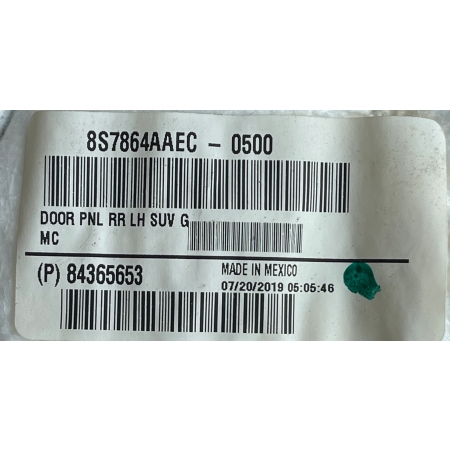 8S7864AAEC - 0500
DOOR PNL RR LH SUV G
MC
(P) 84365653
MADE IN MEXICO
07/20/2019 05:05:46